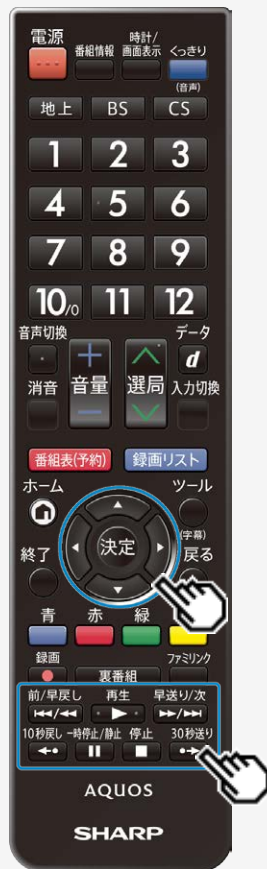 電源
番組情報
時計/
画面表示
くっきり
(音声)
地上 BS CS
1 2 3
4 5 6
7 8 9
10/0 11 12
音声切換
データ
音量
選局
d
消音
入力切換
番組表(予約) 録画リスト
ホーム
ツール
決定
(字幕)
終了
戻る
青 赤 緑
録画
裏番組
ファミリンク
前/早戻し 再生 早送り/次
10秒戻し 一時停止/静止 停止 30秒送り
AQUOS
SHARP